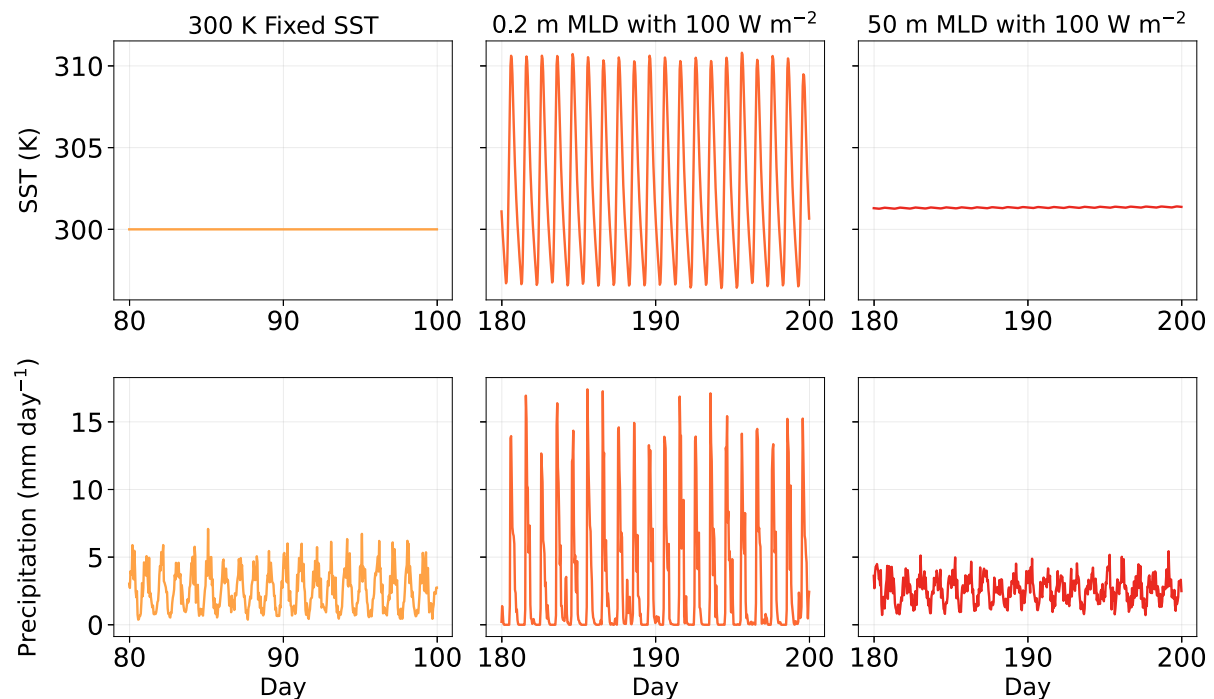 300 K Fixed SST
0.2 m MLD with 100 W m⁻²
50 m MLD with 100 W m⁻²
SST (K)
310
305
300
80 90 100
180 190 200
180 190 200
Precipitation (mm day⁻¹)
15
10
5
0
80 90 100
180 190 200
180 190 200
Day Day Day